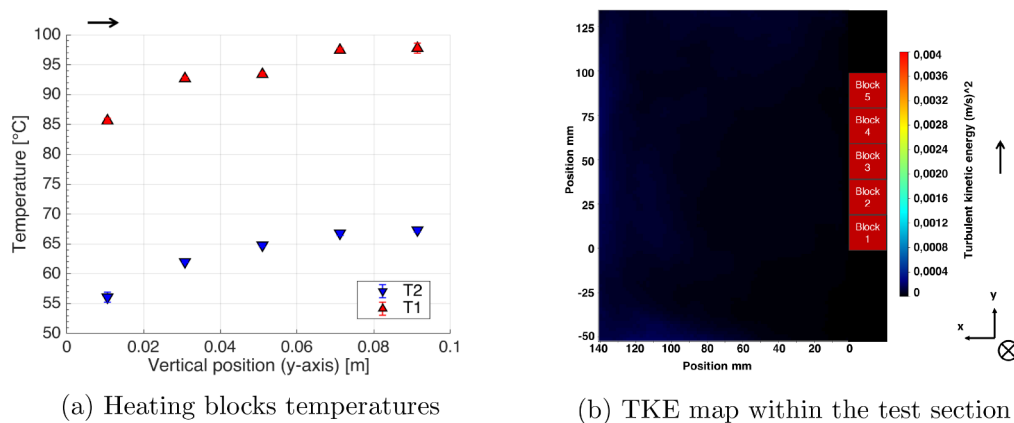 100
95
90
85
80
75
70
65
60
55
50
Temperature [°C]
T2
T1
0
0.02
0.04
0.06
0.08
0.1
Vertical position (y-axis) [m]
(a) Heating blocks temperatures
125
100
75
50
25
0
-25
-50
Position mm
Block
5
Block
4
Block
3
Block
2
Block
1
140
120
100
80
60
40
20
0
Position mm
0,004
0,0036
0,0028
0,0024
0,0020
0,0012
0,0008
0,0004
0
Turbulent kinetic energy (m/s)^2
y
x
(b) TKE map within the test section